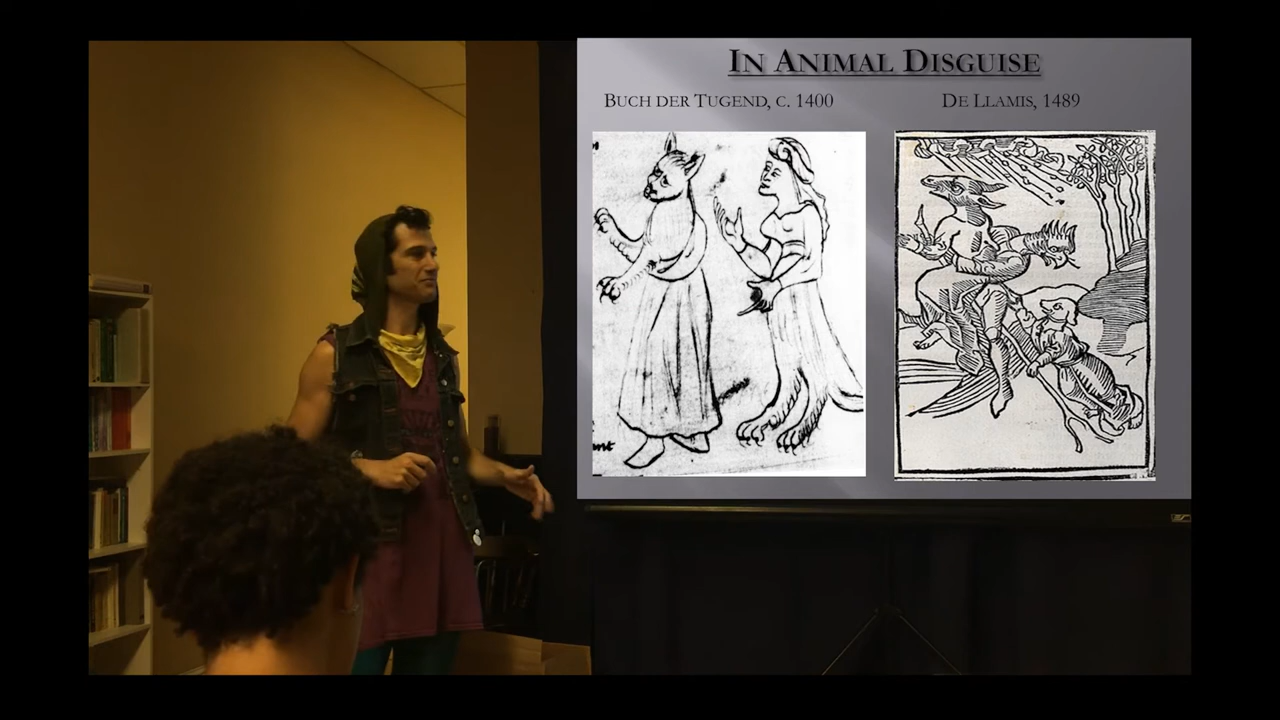 IN ANIMAL DISGUISE
BUCH DER TUGEND, C. 1400
DE LLAMIS, 1489